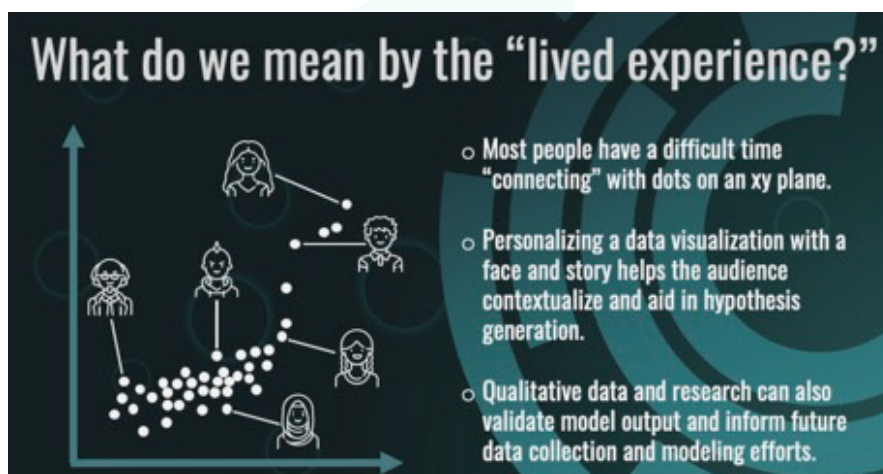 What do we mean by the “lived experience?”
Most people have a difficult time
“connecting” with dots on an xy plane.
Personalizing a data visualization with a
face and story helps the audience
contextualize and aid in hypothesis
generation.
Qualitative data and research can also
validate model output and inform future
data collection and modeling efforts.